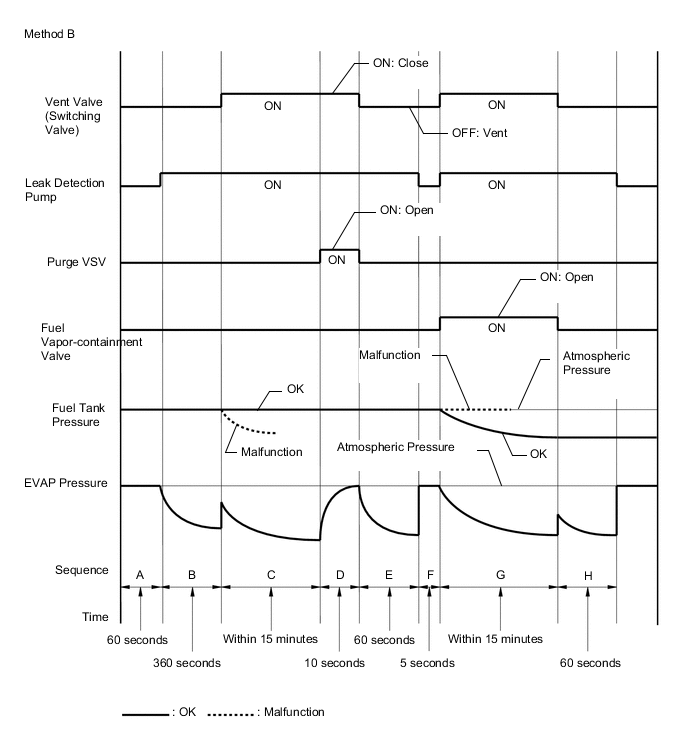 Method B
ON: Close
Vent Valve
(Switching
Valve)
ON
ON
OFF: Vent
Leak Detection
Pump
ON
ON
ON: Open
Purge VSV
ON
ON: Open
Fuel
Vapor-containment
Valve
ON
Malfunction
Atmospheric
Pressure
OK
Fuel Tank
Pressure
Malfunction
Atmospheric Pressure
OK
EVAP Pressure
Sequence
A B C D E F G H
Time
60 seconds
Within 15 minutes
60 seconds
Within 15 minutes
360 seconds
10 seconds
5 seconds
60 seconds
: OK
: Malfunction